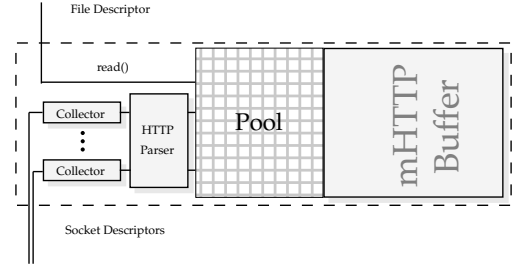 File Descriptor
read()
Collector
HTTP
Parser
Collector
Pool
mHTTP
Buffer
Socket Descriptors